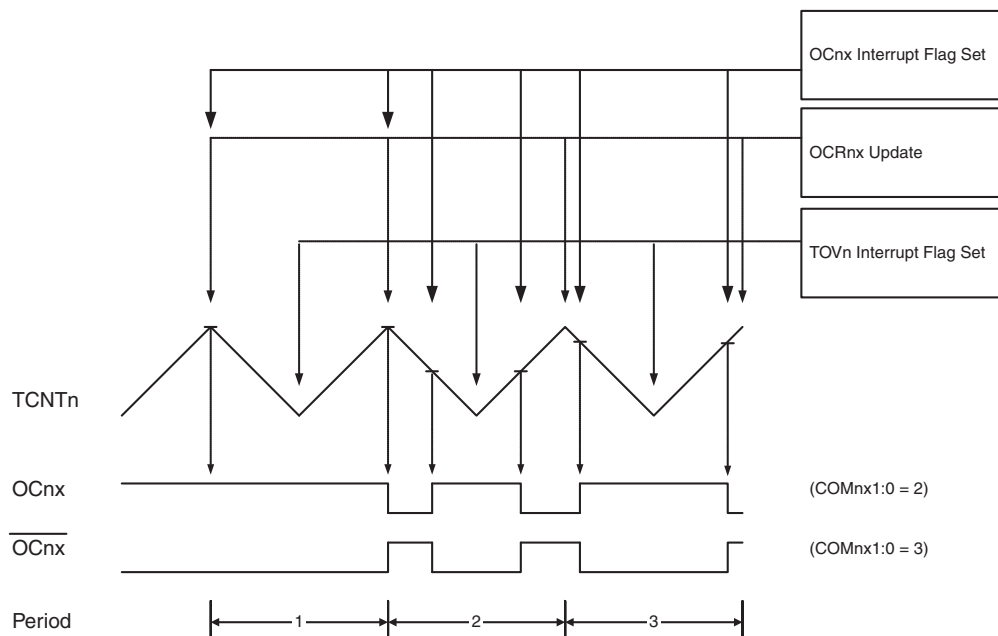 OCnx Interrupt Flag Set
OCRnx Update
TOVn Interrupt Flag Set
TCNTn
OCnx (COMnx1:0 = 2)
OCnx (COMnx1:0 = 3)
Period 1 2 3